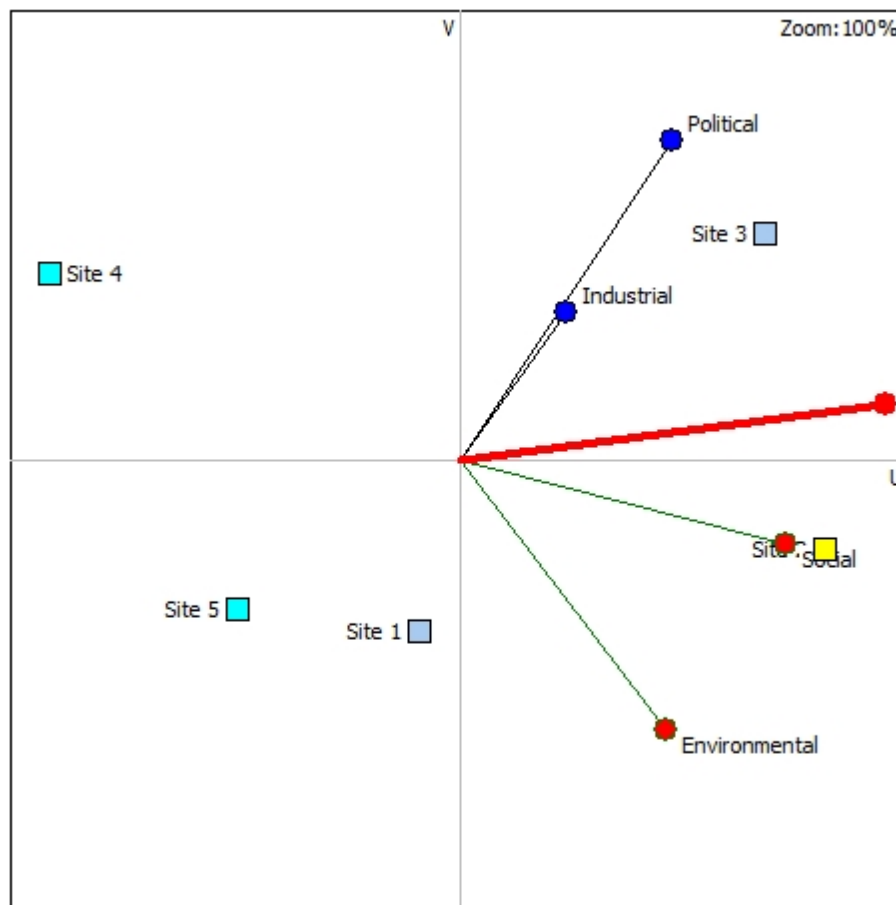 V
Zoom:100%
Political
Site 3
Site 4
Industrial
U
Social
Site 5
Site 1
Environmental